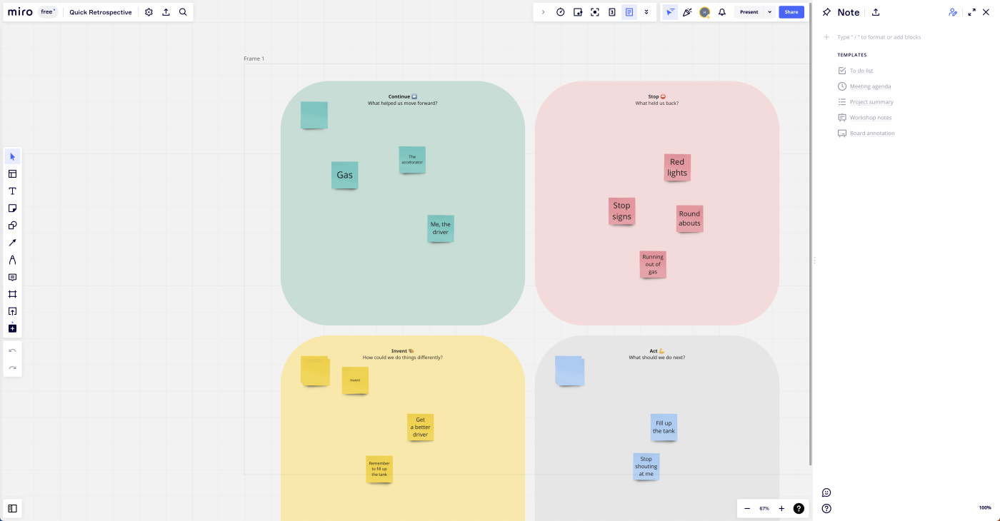 miro free Quick Retrospective
3
Present
Share
Note
Type "/" to format or add blocks
TEMPLATES
To do list
Meeting agenda
Project summary
Workshop notes
Board annotation
Frame 1
Continue
What helped us move forward?
Gas
The
accelorator
Me, the
driver
Stop
What held us back?
Red
lights
Stop
signs
Round
abouts
Running
out of
gas
Invent
How could we do things differently?
Invent
Get
a better
driver
Remember
to fill up
the tank
Act
What should we do next?
Fill up
the tank
Stop
shouting
at me
67%
?
100%